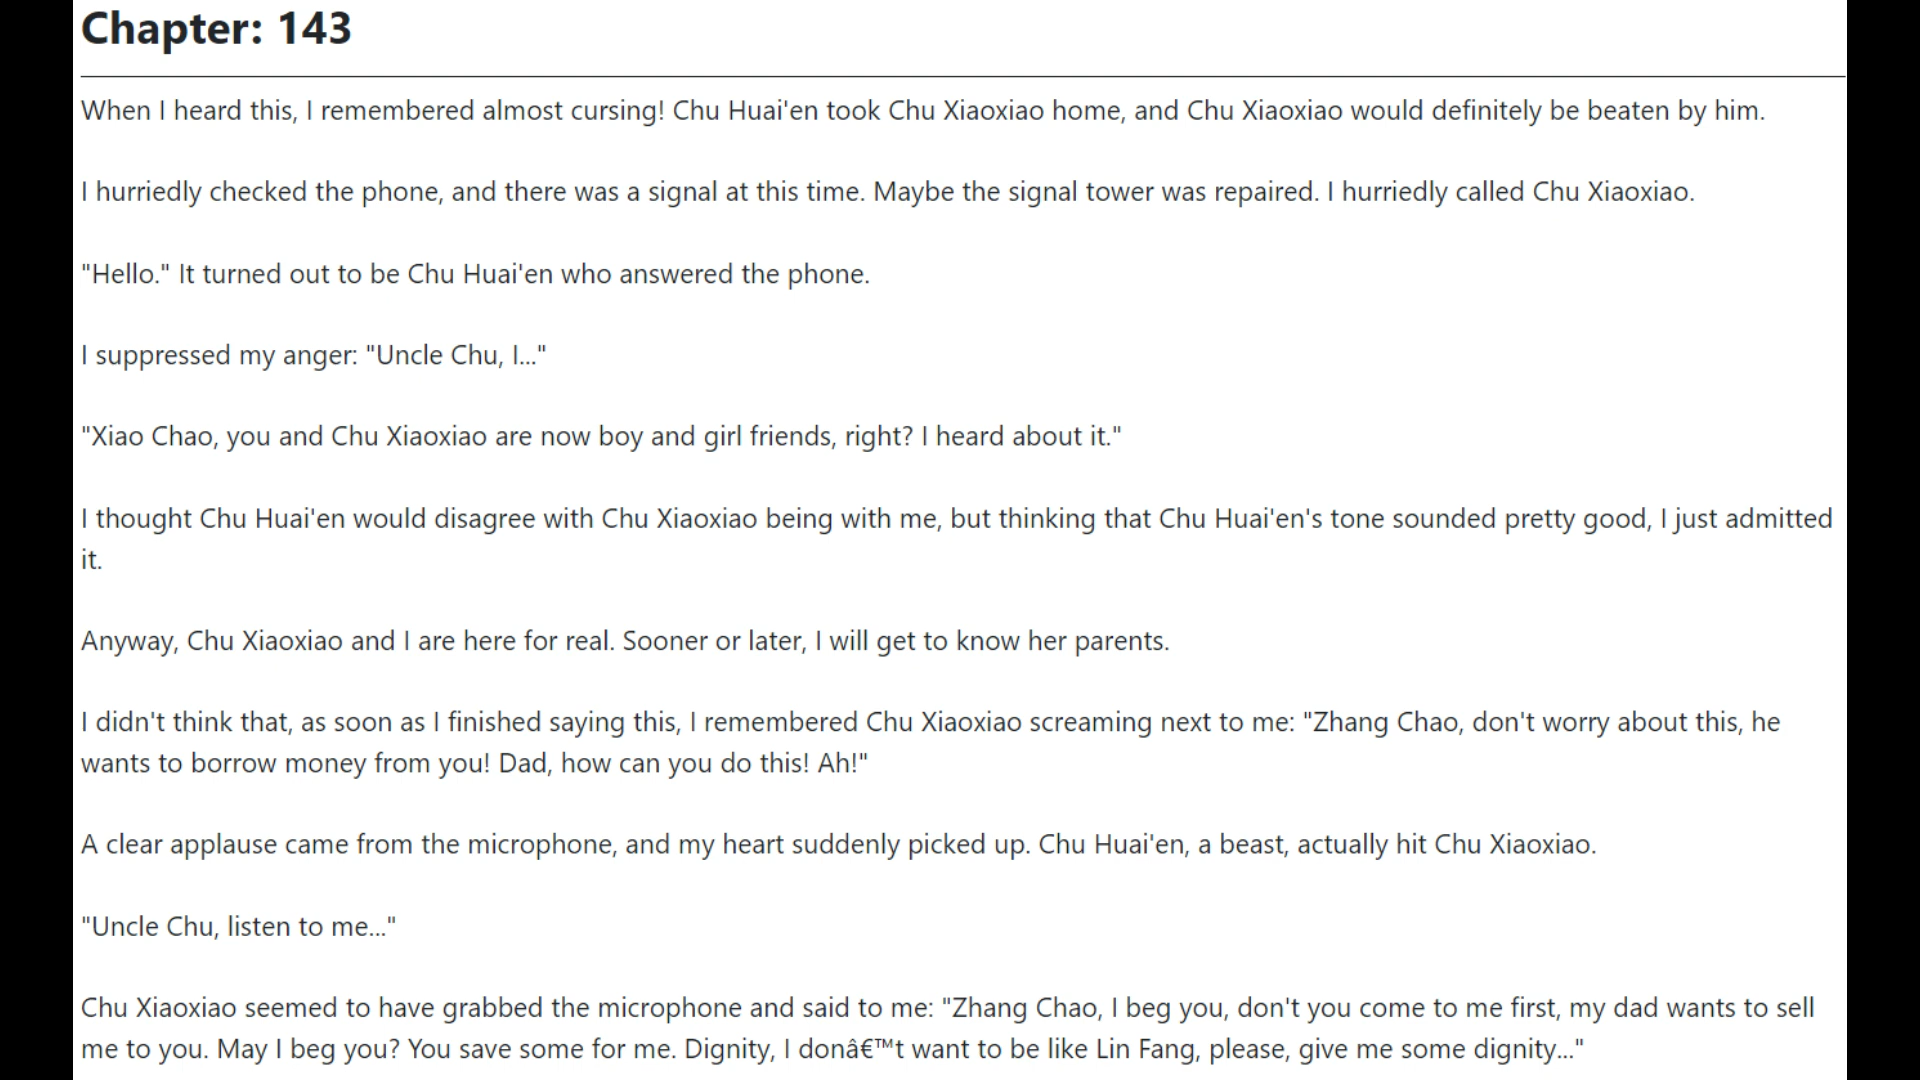 Chapter: 143
When I heard this, I remembered almost cursing! Chu Huai'en took Chu Xiaoxiao home, and Chu Xiaoxiao would definitely be beaten by him.
I hurriedly checked the phone, and there was a signal at this time. Maybe the signal tower was repaired. I hurriedly called Chu Xiaoxiao.
"Hello." It turned out to be Chu Huai'en who answered the phone.
I suppressed my anger: "Uncle Chu, I..."
"Xiao Chao, you and Chu Xiaoxiao are now boy and girl friends, right? I heard about it."
I thought Chu Huai'en would disagree with Chu Xiaoxiao being with me, but thinking that Chu Huai'en's tone sounded pretty good, I just admitted
it.
Anyway, Chu Xiaoxiao and I are here for real. Sooner or later, I will get to know her parents.
I didn't think that, as soon as I finished saying this, I remembered Chu Xiaoxiao screaming next to me: "Zhang Chao, don't worry about this, he
wants to borrow money from you! Dad, how can you do this! Ah!"
A clear applause came from the microphone, and my heart suddenly picked up. Chu Huai'en, a beast, actually hit Chu Xiaoxiao.
"Uncle Chu, listen to me..."
Chu Xiaoxiao seemed to have grabbed the microphone and said to me: "Zhang Chao, I beg you, don't you come to me first, my dad wants to sell
me to you. May I beg you? You save some for me. Dignity, I donâ€™t want to be like Lin Fang, please, give me some dignity..."